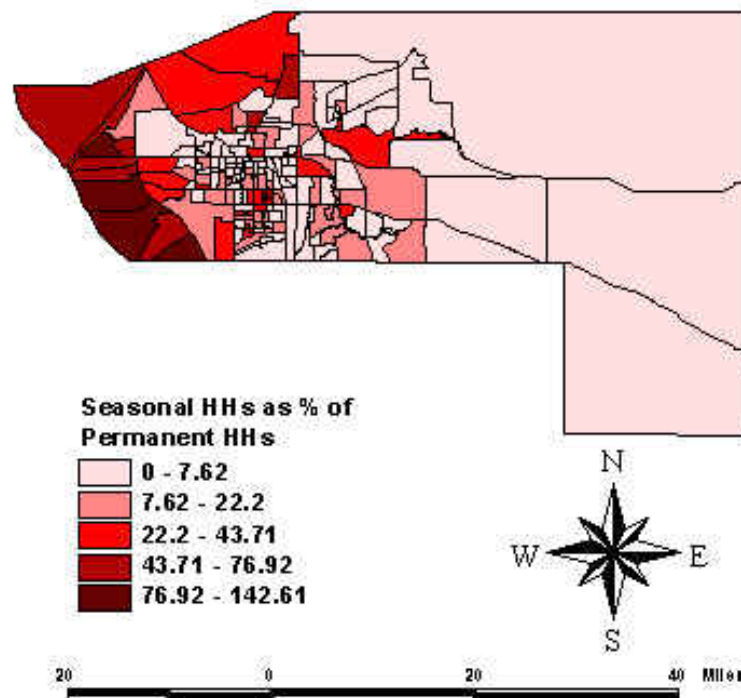 Seasonal HHs as % of
Permanent HHs
0 - 7.62
7.62 - 22.2
22.2 - 43.71
43.71 - 76.92
76.92 - 142.61
N
W E
S
20 0 20 40